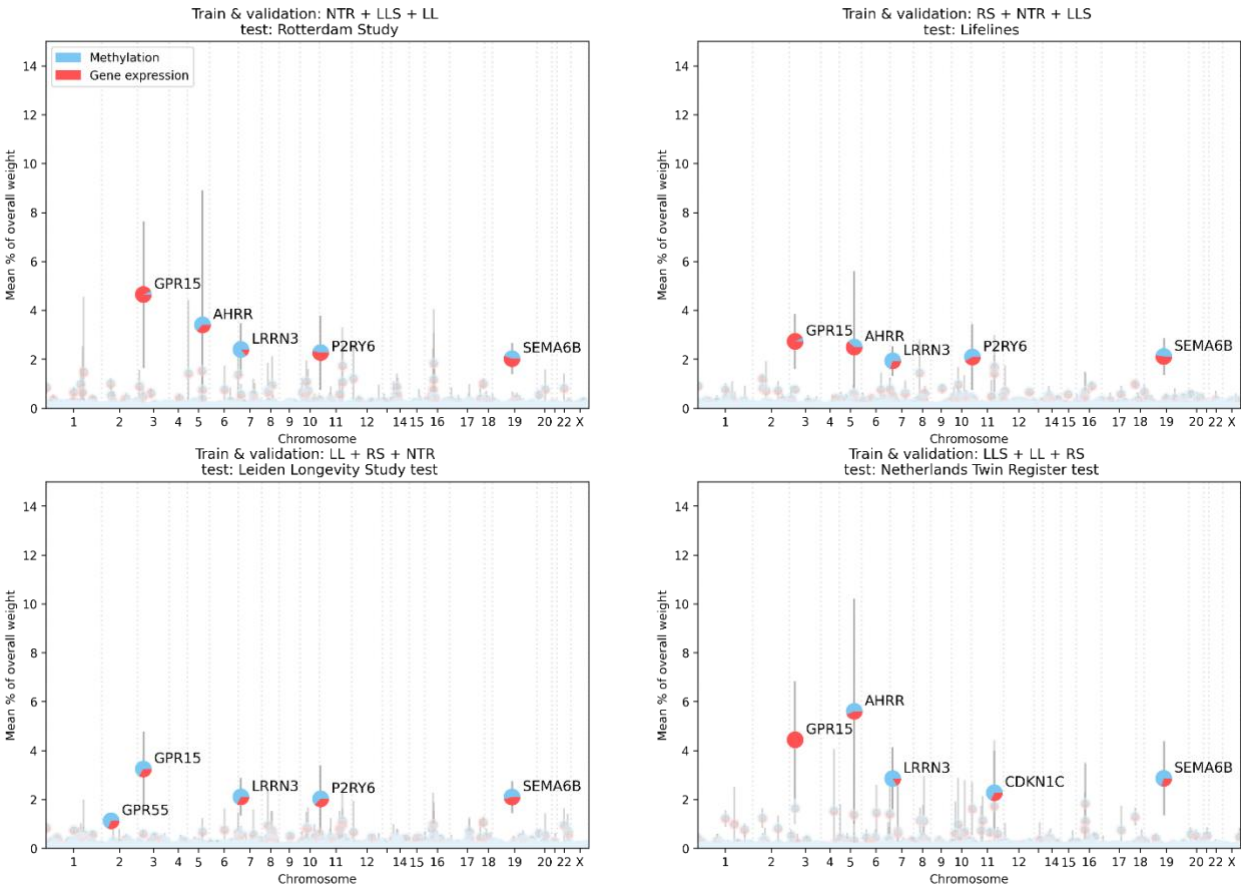 Train & validation: NTR + LLS + LL
test: Rotterdam Study
Methylation
Gene expression
14
12
10
8
6
4
2
0
Mean % of overall weight
GPR15
AHRR
LRRN3
P2RY6
SEMA6B
1 2 3 4 5 6 7 8 9 10 11 12 14 15 16 17 19 20 22 X
Chromosome
Train & validation: RS + NTR + LLS
test: Lifelines
14
12
10
8
6
4
2
0
Mean % of overall weight
GPR15
AHRR
LRRN3
P2RY6
SEMA6B
1 2 3 4 5 6 7 8 9 10 11 12 14 15 16 17 19 20 22 X
Chromosome
Train & validation: LL + RS + NTR
test: Leiden Longevity Study test
14
12
10
8
6
4
2
0
Mean % of overall weight
GPR55
GPR15
LRRN3
P2RY6
SEMA6B
1 2 3 4 5 6 7 8 9 10 11 12 14 15 16 17 19 20 22 X
Chromosome
Train & validation: LLS + LL + RS
test: Netherlands Twin Register test
14
12
10
8
6
4
2
0
Mean % of overall weight
GPR15
AHRR
LRRN3
CDKN1C
SEMA6B
1 2 3 4 5 6 7 8 9 10 11 12 14 15 16 17 19 20 22 X
Chromosome